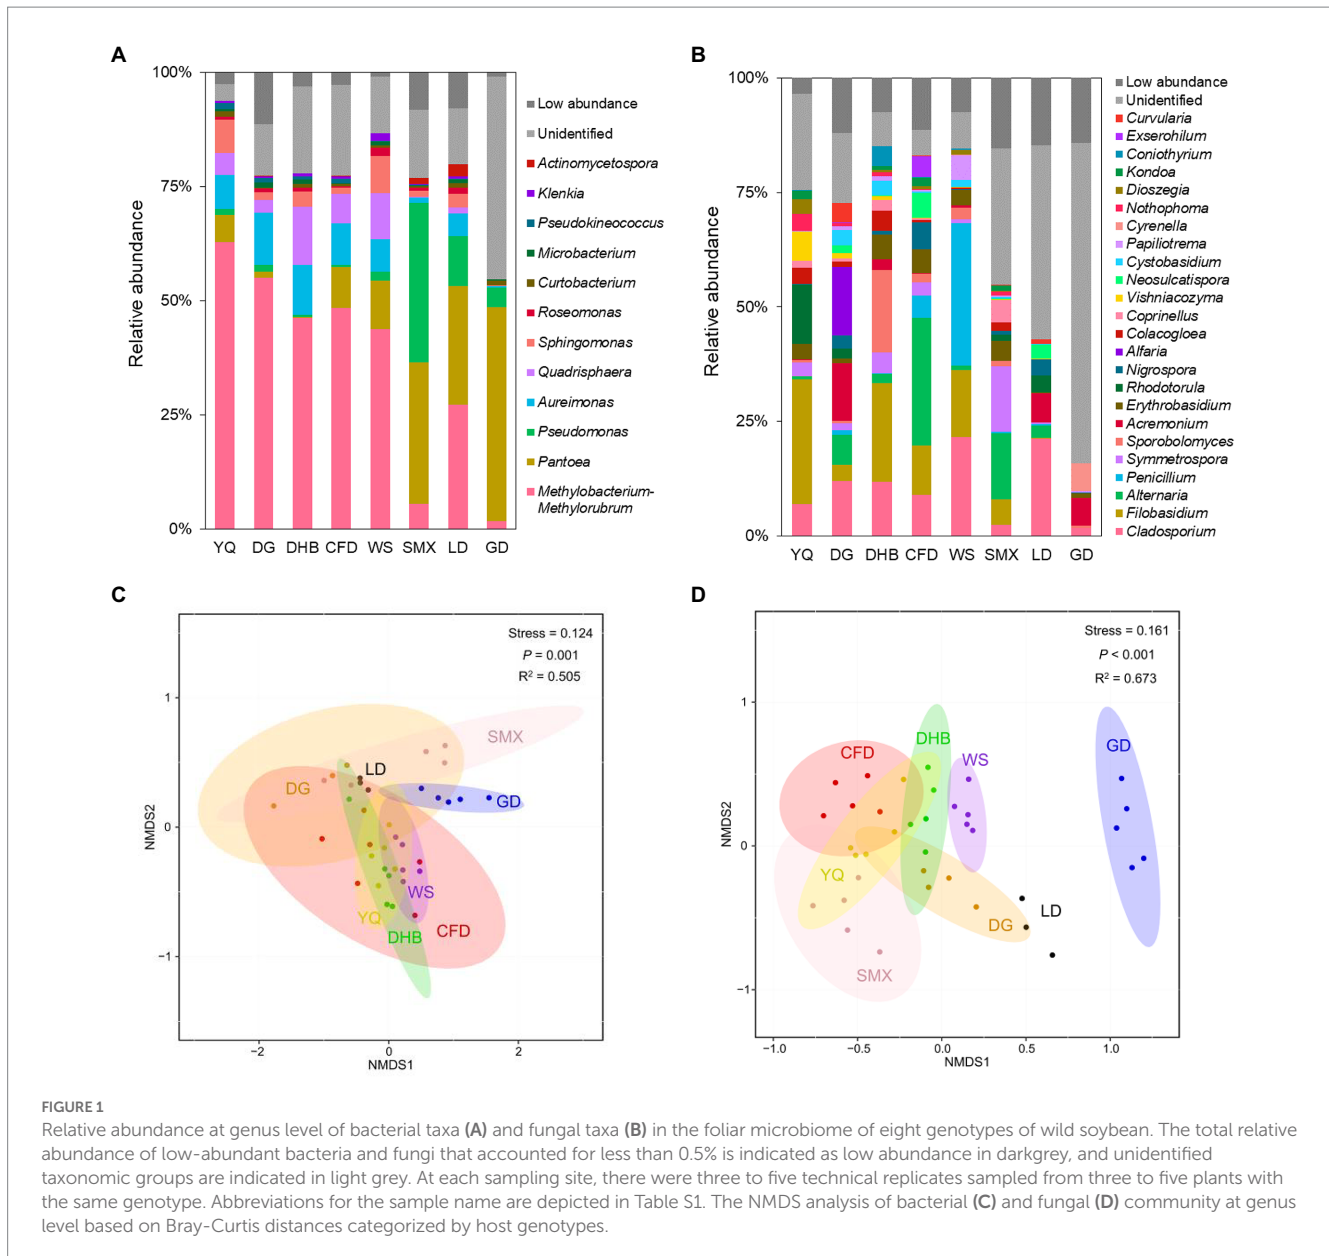 A
100%
75%
50%
25%
0%
Relative abundance
YQ DG DHB CFD WS SMX LD GD
Low abundance
Unidentified
Actinomycetospora
Klenkia
Pseudokineococcus
Microbacterium
Curtobacterium
Roseomonas
Sphingomonas
Quadrisphaera
Aureimonas
Pseudomonas
Pantoea
Methylobacterium-
Methylorubrum
B
100%
75%
50%
25%
0%
Relative abundance
YQ DG DHB CFD WS SMX LD GD
Low abundance
Unidentified
Curvularia
Exserohilum
Coniothyrium
Kondoa
Dioszegia
Nothophoma
Cyrenella
Papiliotrema
Cystobasidium
Neosulcatispora
Vishniacozyma
Coprinellus
Colacogloea
Alfaria
Nigrospora
Rhodotorula
Erythrobasidium
Acremonium
Sporobolomyces
Symmetrospora
Penicillium
Alternaria
Filobasidium
Cladosporium
C
Stress = 0.124
P = 0.001
R² = 0.505
1
0
−1
NMDS2
SMX
LD
DG
GD
WS
YQ
CFD
DHB
−2 0 2
NMDS1
D
Stress = 0.161
P < 0.001
R² = 0.673
1
0
−1
NMDS2
DHB
GD
CFD
WS
YQ
LD
DG
SMX
−1.0 −0.5 0.0 0.5 1.0
NMDS1
FIGURE 1
Relative abundance at genus level of bacterial taxa (A) and fungal taxa (B) in the foliar microbiome of eight genotypes of wild soybean. The total relative
abundance of low-abundant bacteria and fungi that accounted for less than 0.5% is indicated as low abundance in darkgrey, and unidentified
taxonomic groups are indicated in light grey. At each sampling site, there were three to five technical replicates sampled from three to five plants with
the same genotype. Abbreviations for the sample name are depicted in Table S1. The NMDS analysis of bacterial (C) and fungal (D) community at genus
level based on Bray-Curtis distances categorized by host genotypes.